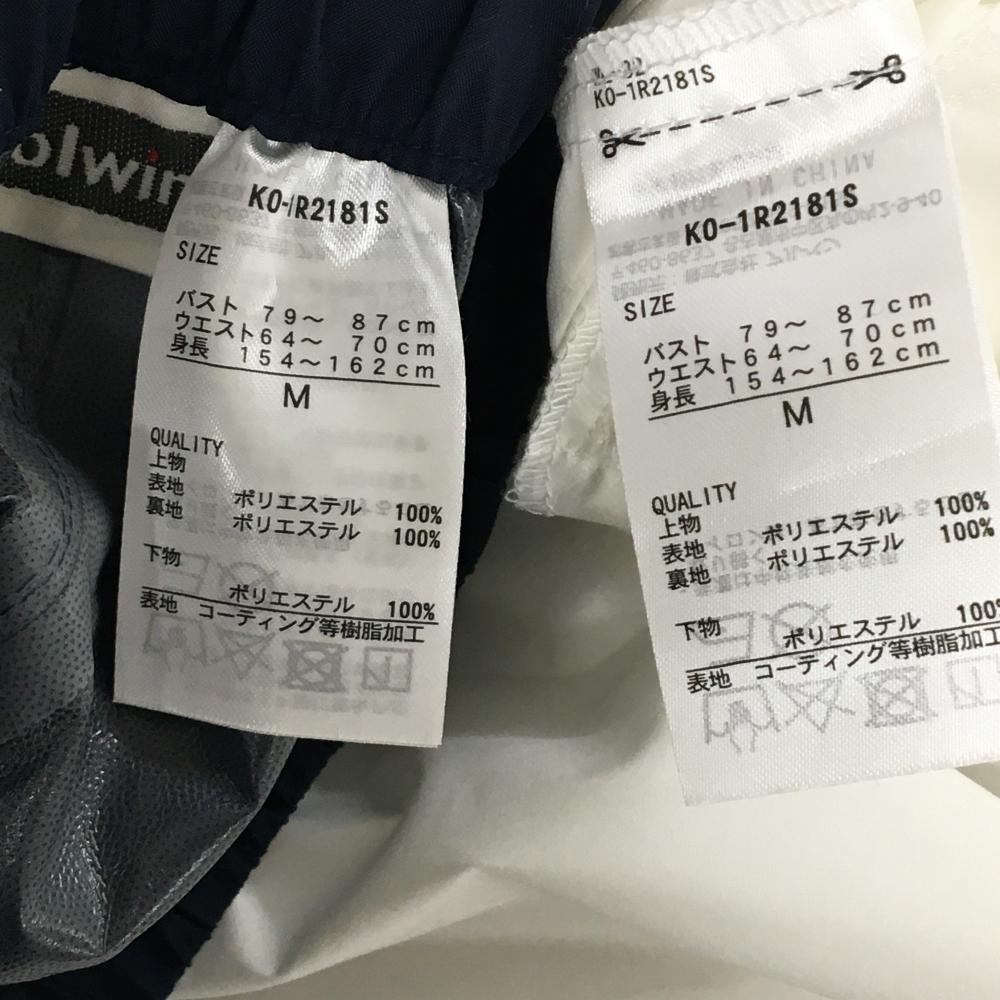 olwin
KO-1R2181S
SIZE
バスト 79～ 87cm
ウエスト64～ 70cm
身長 154～162cm
M
QUALITY
上物
表地 ポリエステル 100%
裏地 ポリエステル 100%
下物
ポリエステル 100%
表地 コーティング等樹脂加工
KO-1R2181S
MADE IN CHINA
KO-1R2181S
SIZE
バスト 79～ 87cm
ウエスト64～ 70cm
身長 154～162cm
M
QUALITY
上物
表地 ポリエステル 100%
裏地 ポリエステル 100%
下物
ポリエステル 100%
表地 コーティング等樹脂加工